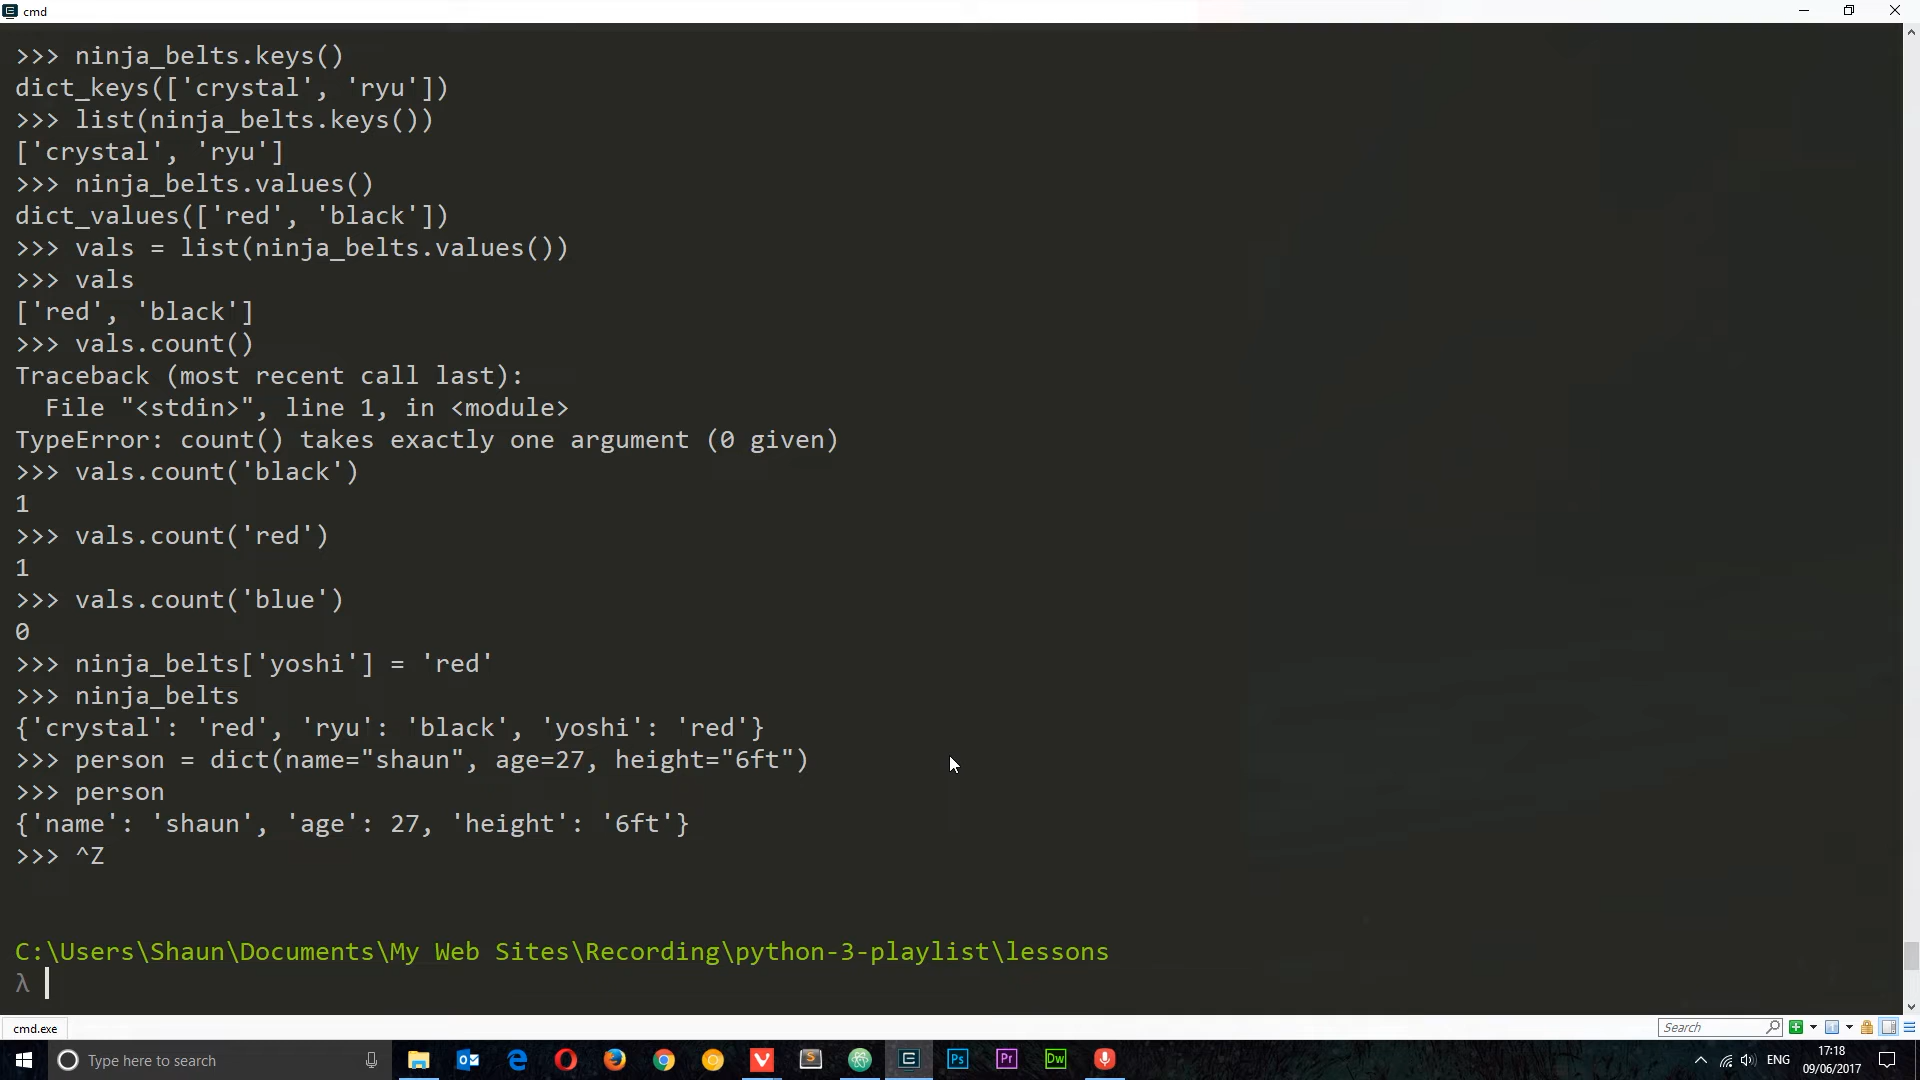 cmd
>>> ninja_belts.keys()
dict_keys(['crystal', 'ryu'])
>>> list(ninja_belts.keys())
['crystal', 'ryu']
>>> ninja_belts.values()
dict_values(['red', 'black'])
>>> vals = list(ninja_belts.values())
>>> vals
['red', 'black']
>>> vals.count()
Traceback (most recent call last):
  File "<stdin>", line 1, in <module>
TypeError: count() takes exactly one argument (0 given)
>>> vals.count('black')
1
>>> vals.count('red')
1
>>> vals.count('blue')
0
>>> ninja_belts['yoshi'] = 'red'
>>> ninja_belts
{'crystal': 'red', 'ryu': 'black', 'yoshi': 'red'}
>>> person = dict(name="shaun", age=27, height="6ft")
>>> person
{'name': 'shaun', 'age': 27, 'height': '6ft'}
>>> ^Z
C:\Users\Shaun\Documents\My Web Sites\Recording\python-3-playlist\lessons
λ
cmd.exe
Search
Type here to search
Ps
Pr
Dw
ENG
17:18
09/06/2017